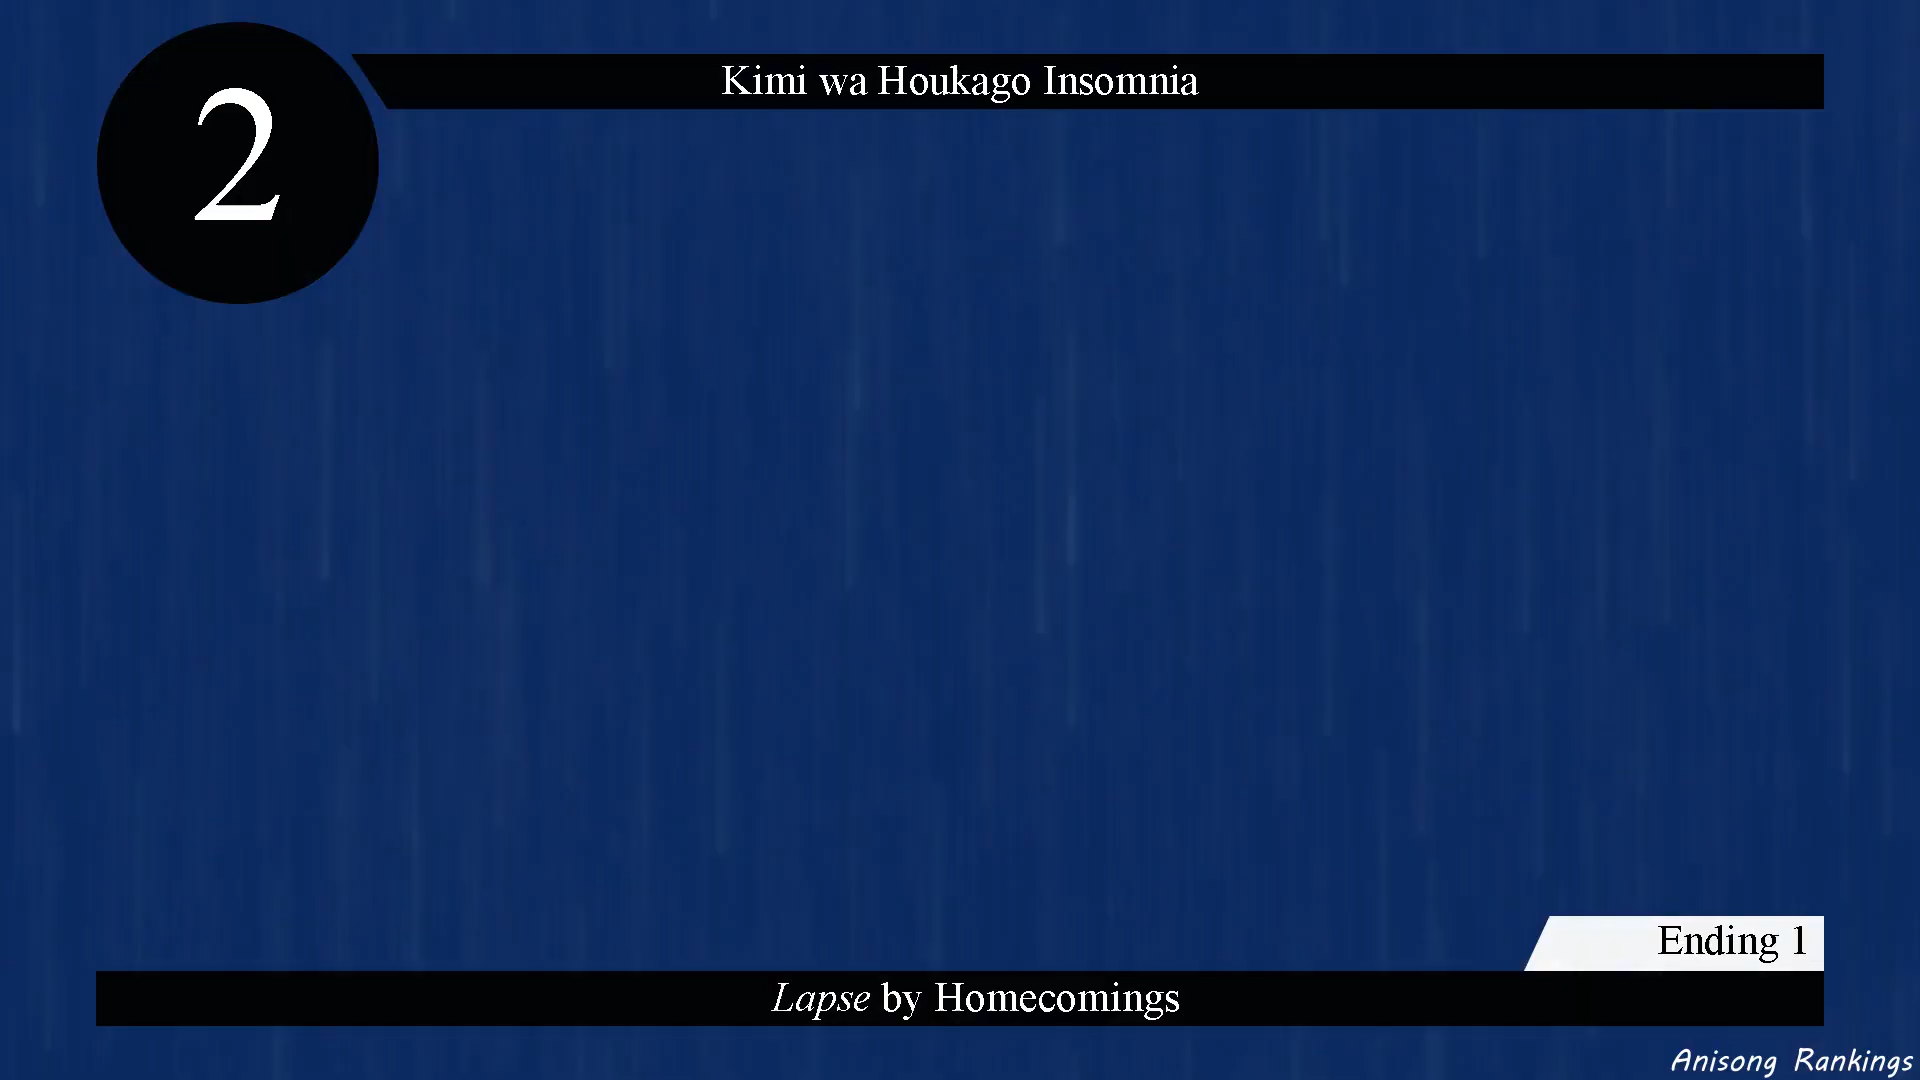 2
Kimi wa Houkago Insomnia
Ending 1
Lapse by Homecomings
Anisong Rankings